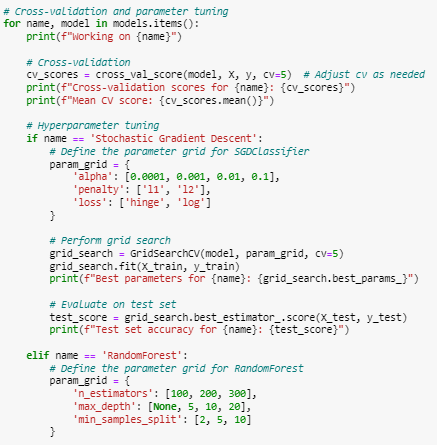 # Cross-validation and parameter tuning
for name, model in models.items():
    print(f"Working on {name}")

    # Cross-validation
    cv_scores = cross_val_score(model, X, y, cv=5)  # Adjust cv as needed
    print(f"Cross-validation scores for {name}: {cv_scores}")
    print(f"Mean CV score: {cv_scores.mean()}")

    # Hyperparameter tuning
    if name == 'Stochastic Gradient Descent':
        # Define the parameter grid for SGDClassifier
        param_grid = {
            'alpha': [0.0001, 0.001, 0.01, 0.1],
            'penalty': ['l1', 'l2'],
            'loss': ['hinge', 'log']
        }

        # Perform grid search
        grid_search = GridSearchCV(model, param_grid, cv=5)
        grid_search.fit(X_train, y_train)
        print(f"Best parameters for {name}: {grid_search.best_params_}")

        # Evaluate on test set
        test_score = grid_search.best_estimator_.score(X_test, y_test)
        print(f"Test set accuracy for {name}: {test_score}")

    elif name == 'RandomForest':
        # Define the parameter grid for RandomForest
        param_grid = {
            'n_estimators': [100, 200, 300],
            'max_depth': [None, 5, 10, 20],
            'min_samples_split': [2, 5, 10]
        }